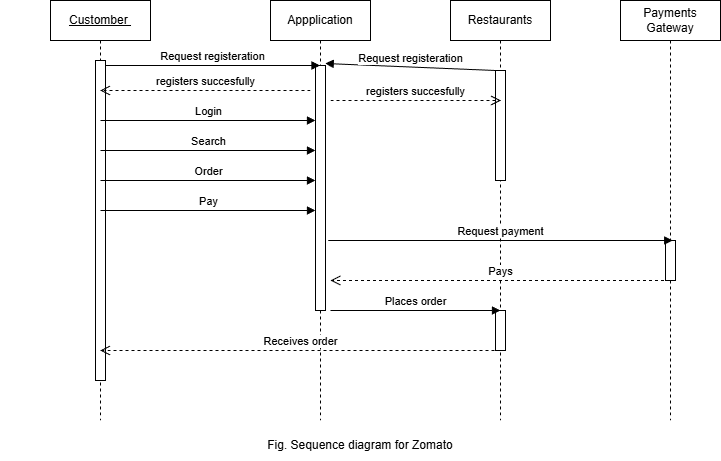 Customber
Appplication
Restaurants
Payments
Gateway
Request registeration
Request registeration
registers succesfully
registers succesfully
Login
Search
Order
Pay
Request payment
Pays
Places order
Receives order
Fig. Sequence diagram for Zomato